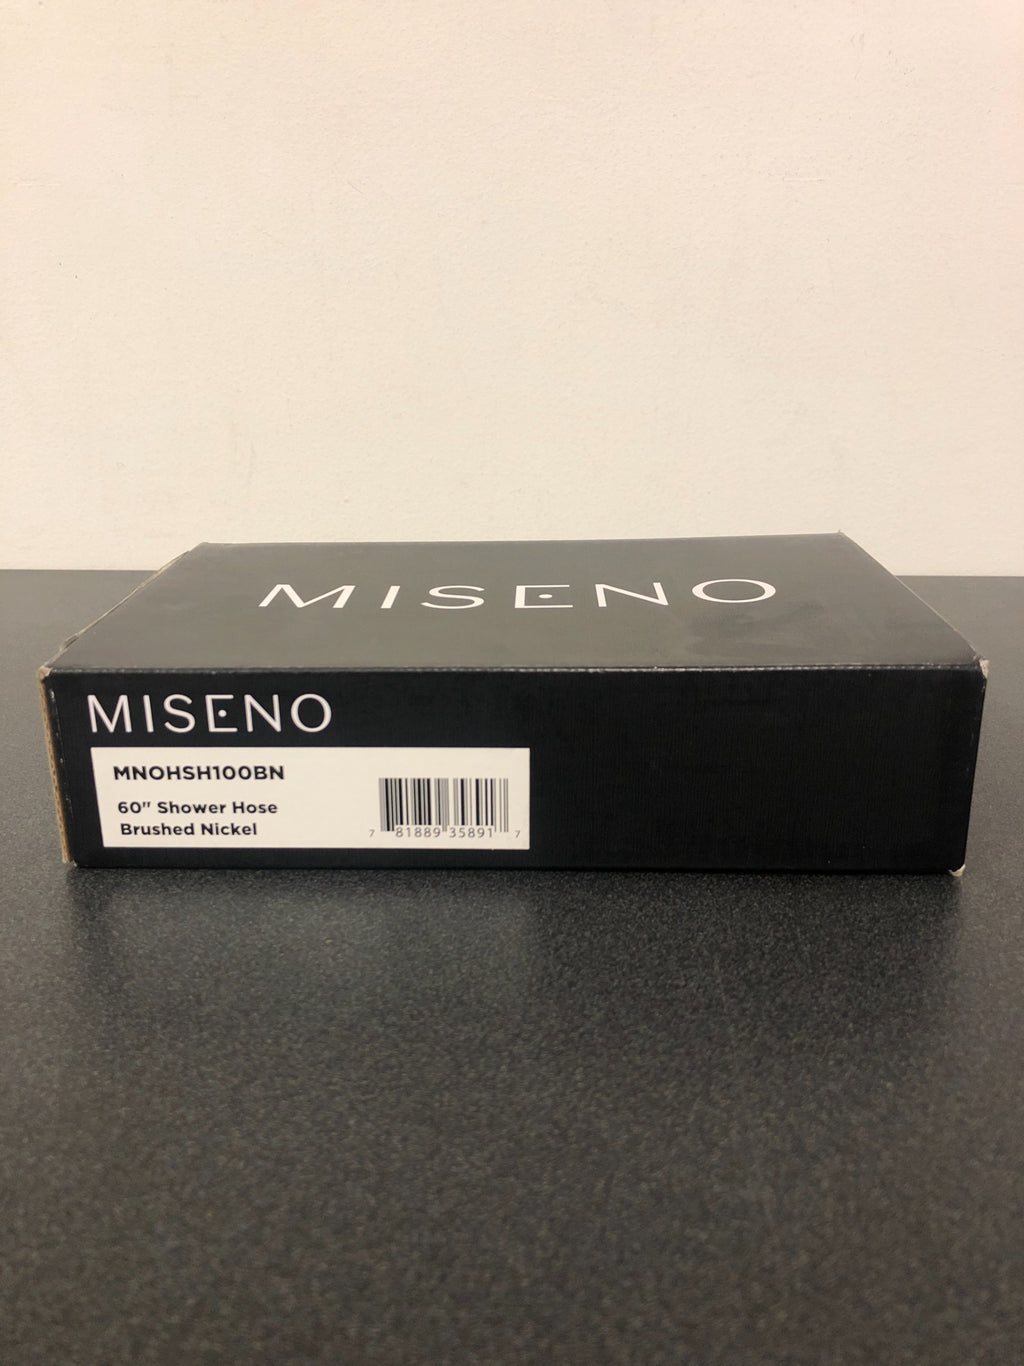 MISENO
MISENO
MNOHSH100BN
60" Shower Hose
Brushed Nickel
7 81889 35891 7